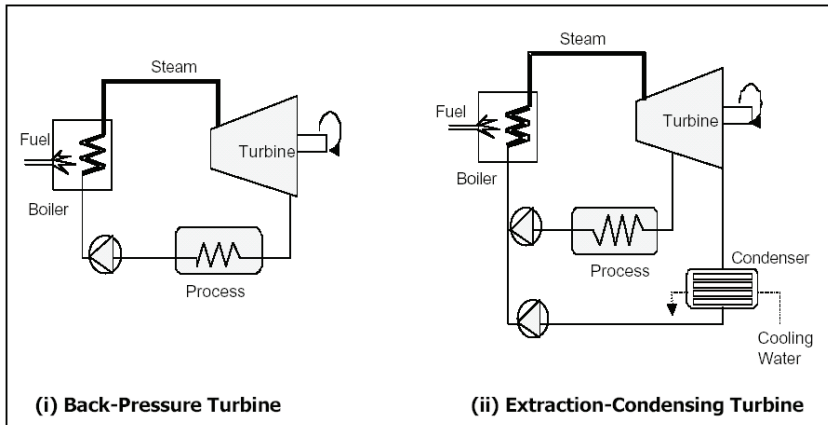 Steam
Fuel
Turbine
Boiler
Process
(i) Back-Pressure Turbine
Steam
Fuel
Turbine
Boiler
Process
Condenser
Cooling
Water
(ii) Extraction-Condensing Turbine